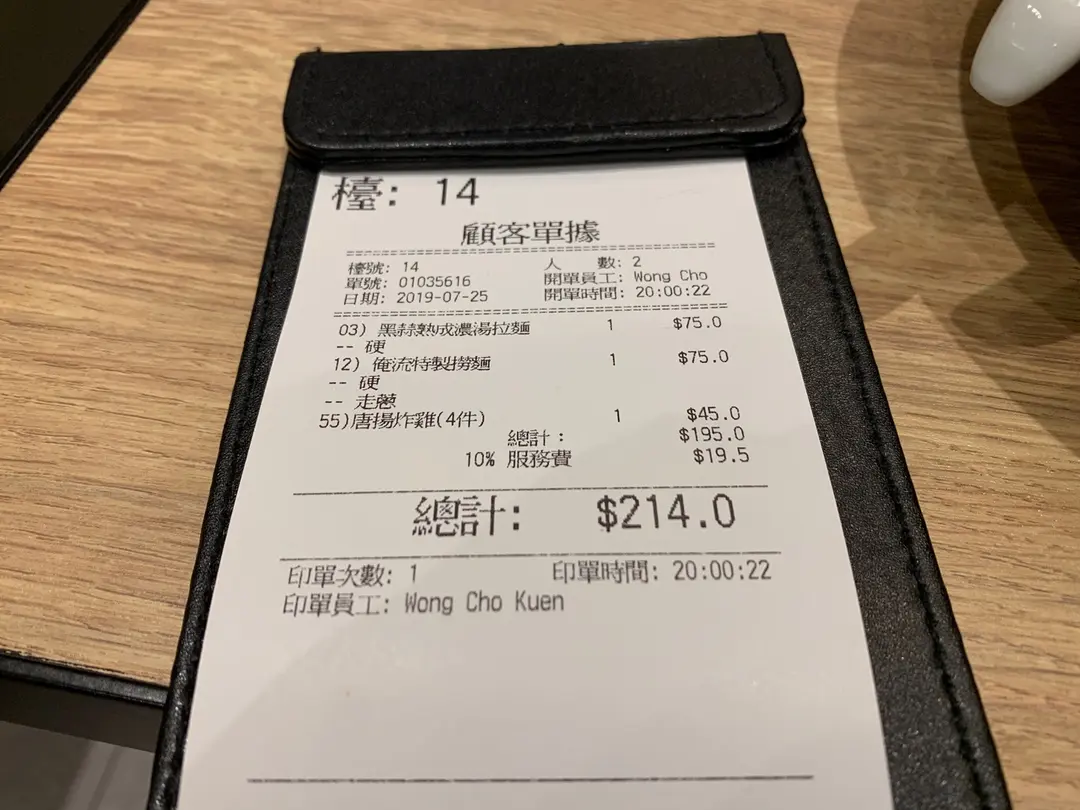 檯: 14
顧客單據
檯號: 14 人 數: 2
單號: 01035616 開單員工: Wong Cho
日期: 2019-07-25 開單時間: 20:00:22
03) 黑蒜熟成濃湯拉麵 1 $75.0
-- 硬
12) 俺流特製撈麵 1 $75.0
-- 硬
-- 走蔥
55)唐揚炸雞(4件) 1 $45.0
總計: $195.0
10% 服務費 $19.5
總計: $214.0
印單次數: 1 印單時間: 20:00:22
印單員工: Wong Cho Kuen